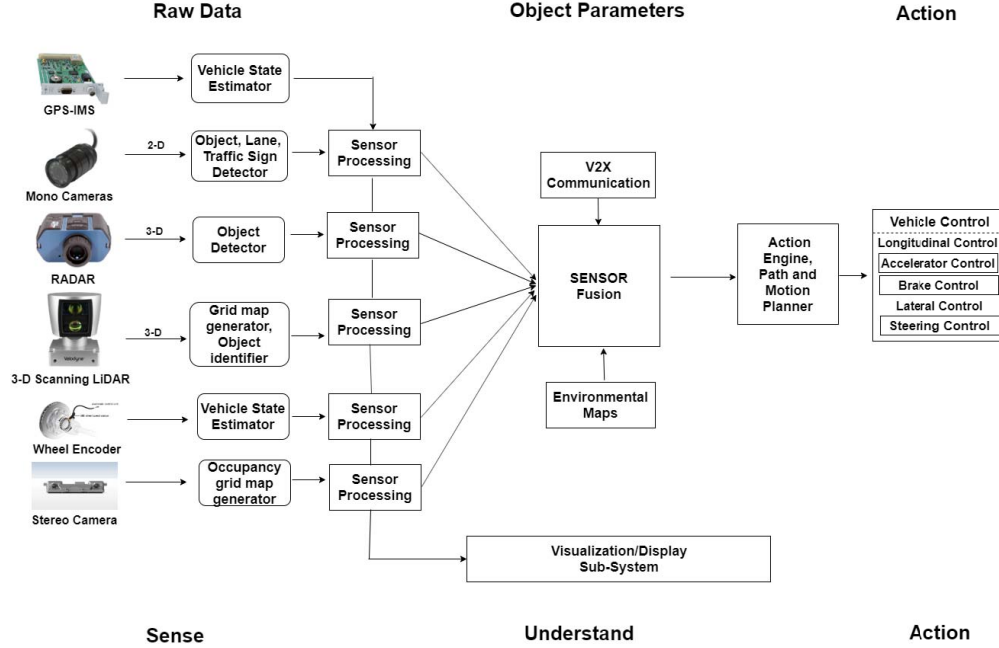 Raw Data
Object Parameters
Action
GPS-IMS
Vehicle State
Estimator
Mono Cameras
2-D
Object, Lane,
Traffic Sign
Detector
Sensor
Processing
RADAR
3-D
Object
Detector
Sensor
Processing
3-D Scanning LiDAR
3-D
Grid map
generator,
Object
identifier
Sensor
Processing
Wheel Encoder
Vehicle State
Estimator
Sensor
Processing
Stereo Camera
Occupancy
grid map
generator
Sensor
Processing
V2X
Communication
SENSOR
Fusion
Environmental
Maps
Action
Engine,
Path and
Motion
Planner
Vehicle Control
Longitudinal Control
Accelerator Control
Brake Control
Lateral Control
Steering Control
Visualization/Display
Sub-System
Sense
Understand
Action